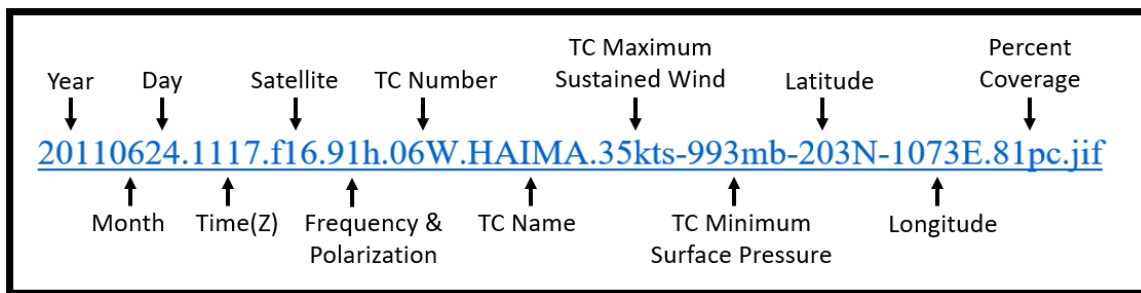 TC Maximum
Sustained Wind
Percent
Coverage
Year Day Satellite TC Number Latitude
20110624.1117.f16.91h.06W.HAIMA.35kts-993mb-203N-1073E.81pc.jif
Month Time(Z) Frequency &
Polarization
TC Name TC Minimum
Surface Pressure
Longitude